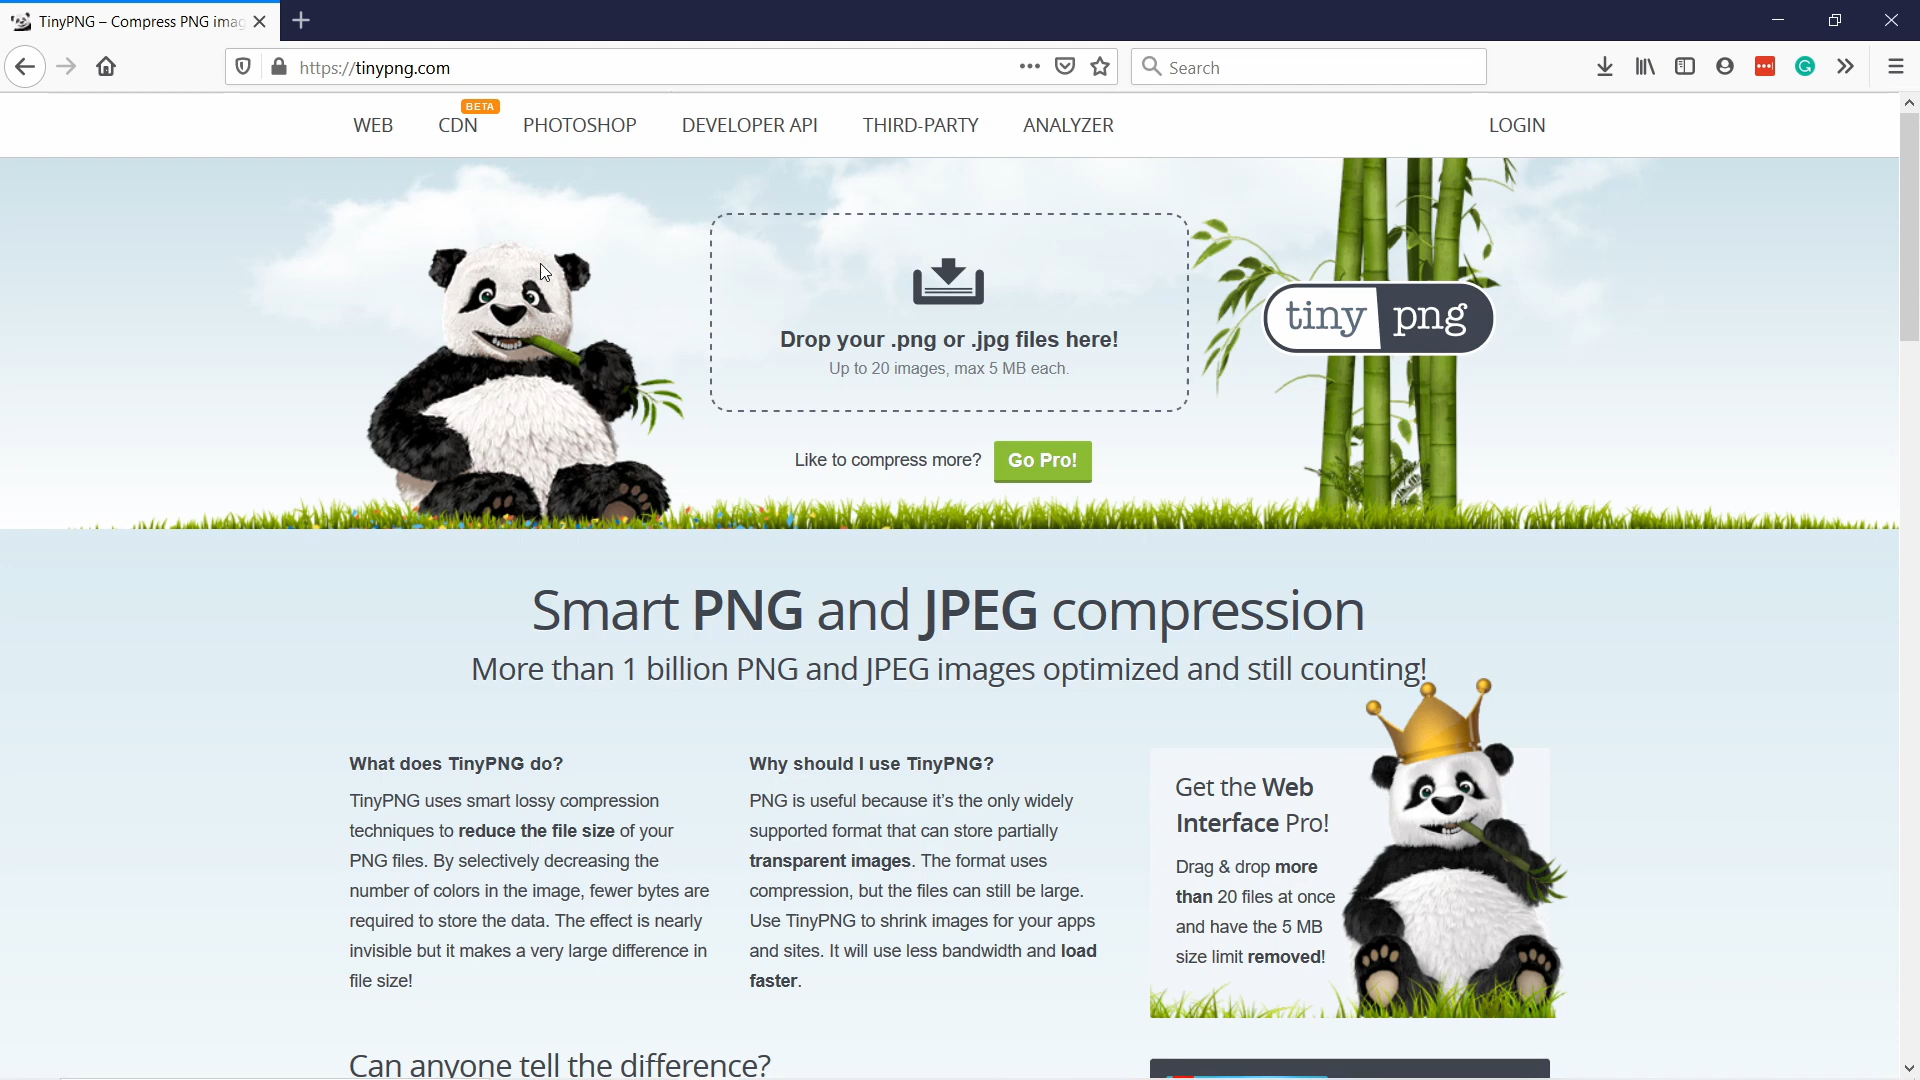 TinyPNG – Compress PNG imag
https://tinypng.com
Search
WEB
CDN
BETA
PHOTOSHOP
DEVELOPER API
THIRD-PARTY
ANALYZER
LOGIN
Drop your .png or .jpg files here!
Up to 20 images, max 5 MB each.
tiny png
Like to compress more?
Go Pro!
Smart PNG and JPEG compression
More than 1 billion PNG and JPEG images optimized and still counting!
What does TinyPNG do?
TinyPNG uses smart lossy compression
techniques to reduce the file size of your
PNG files. By selectively decreasing the
number of colors in the image, fewer bytes are
required to store the data. The effect is nearly
invisible but it makes a very large difference in
file size!
Why should I use TinyPNG?
PNG is useful because it's the only widely
supported format that can store partially
transparent images. The format uses
compression, but the files can still be large.
Use TinyPNG to shrink images for your apps
and sites. It will use less bandwidth and load
faster.
Get the Web
Interface Pro!
Drag & drop more
than 20 files at once
and have the 5 MB
size limit removed!
Can anyone tell the difference?